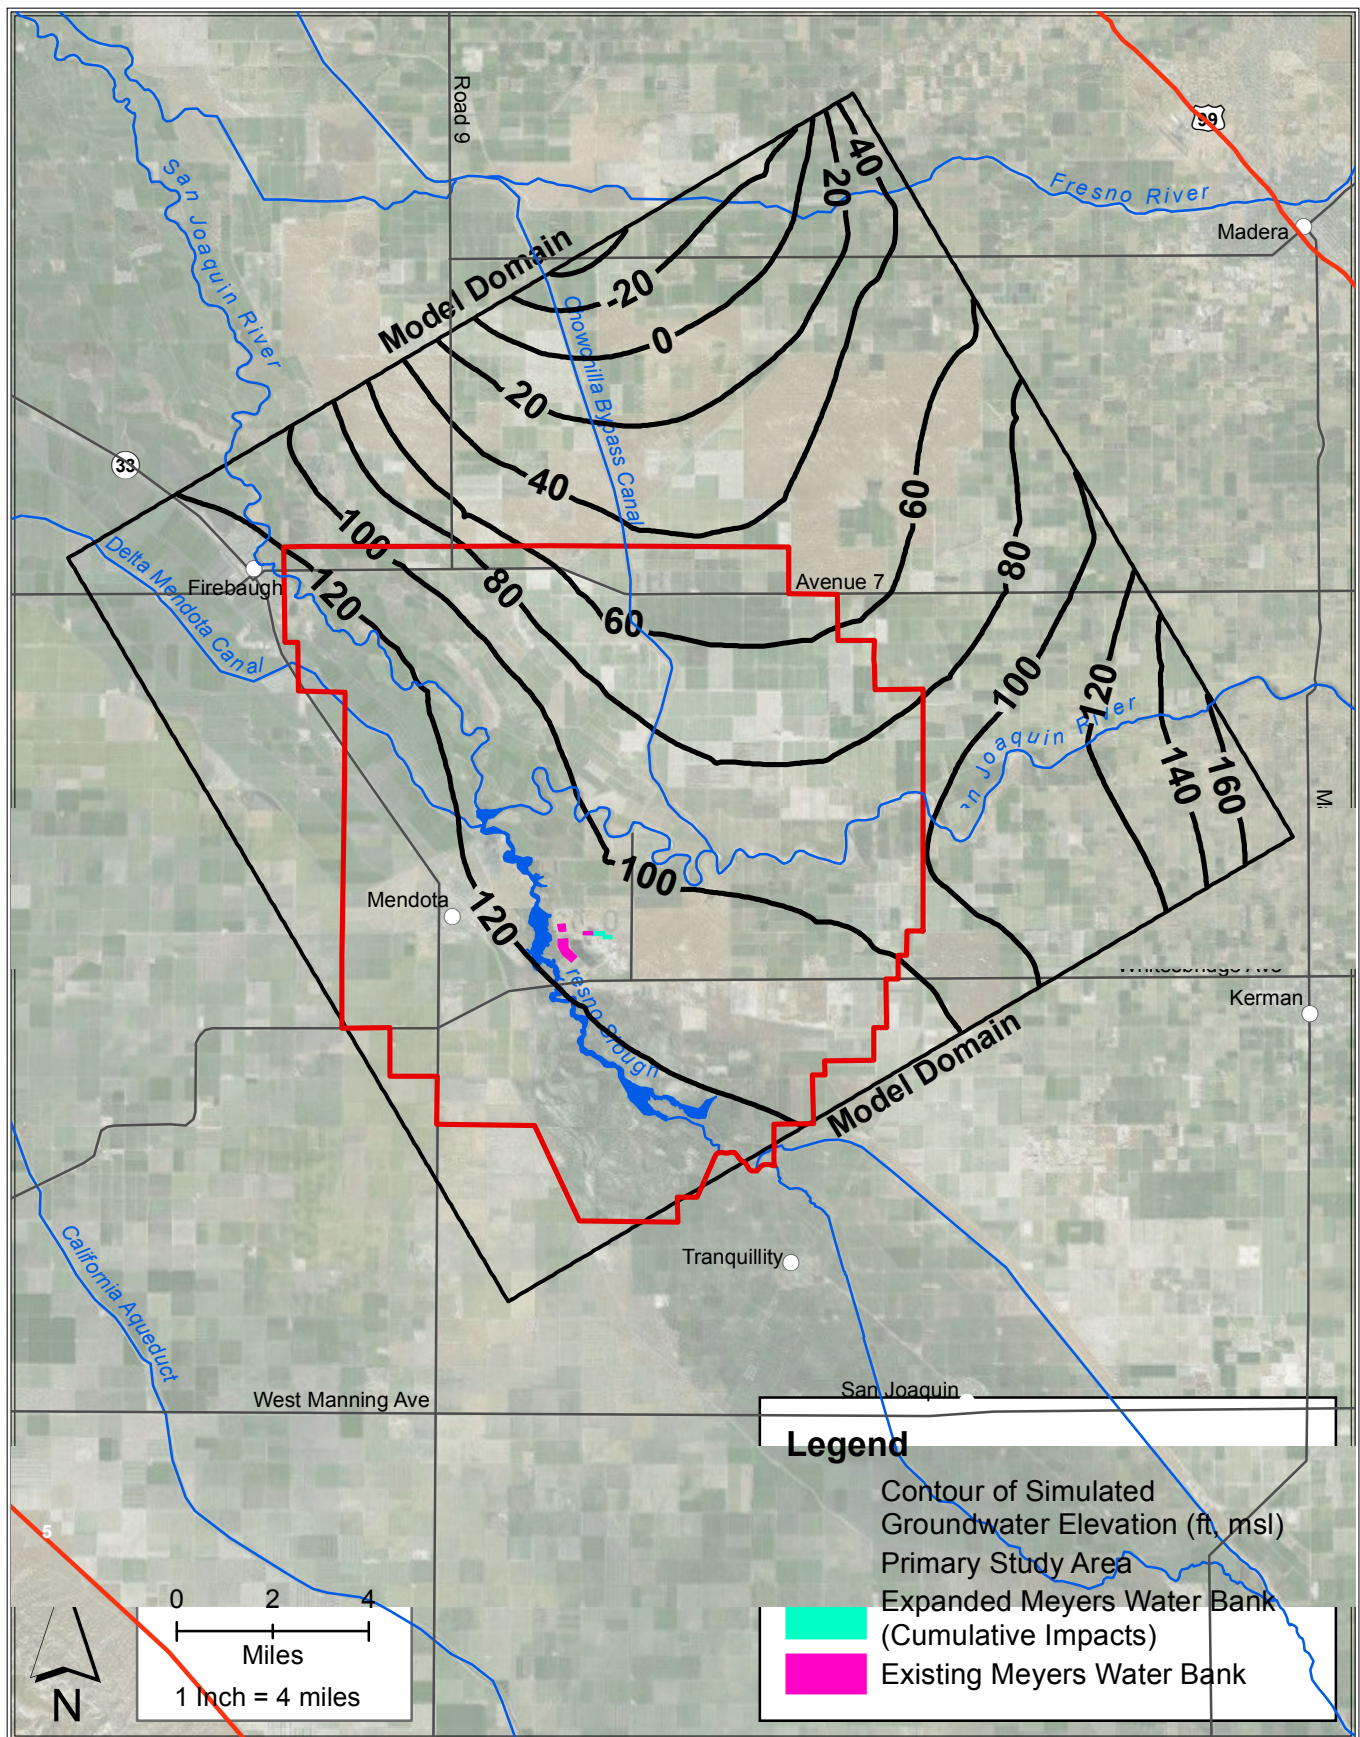 Road 9
99
San Joaquin River
Fresno River
Madera
40
20
Model Domain
-20
0
Chowchilla Bypass Canal
20
40
33
60
100
80
80
Delta Mendota Canal
Firebaugh
120
60
Avenue 7
100
120
San Joaquin River
140
160
100
Mendota
120
Kerman
Model Domain
Tranquillity
California Aqueduct
West Manning Ave
San Joaquin
Legend
Contour of Simulated
Groundwater Elevation (ft, msl)
Primary Study Area
Expanded Meyers Water Bank
(Cumulative Impacts)
Existing Meyers Water Bank
5
0 2 4
Miles
1 Inch = 4 miles
N